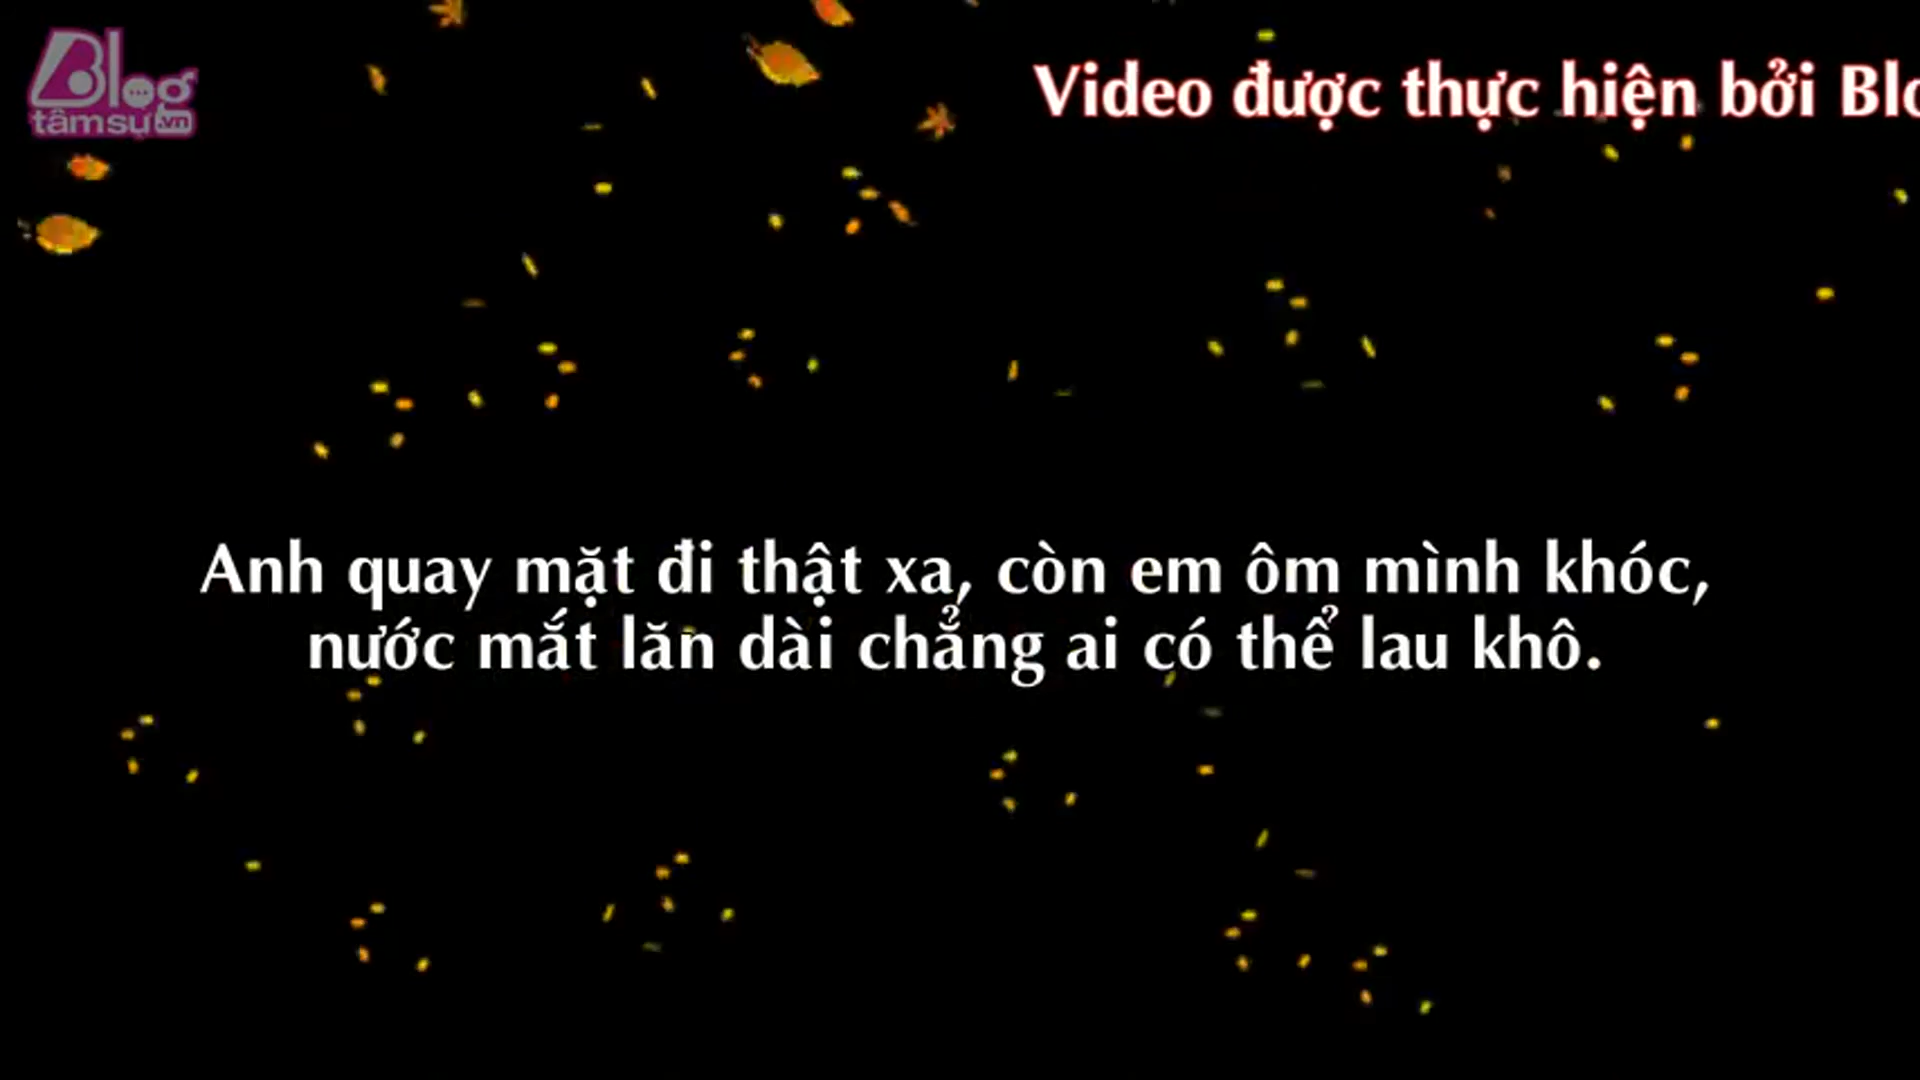 Blog
tâmsự.vn
Video được thực hiện bởi
Anh quay mặt đi thật xa, còn em ôm mình khóc,
nước mắt lăn dài chẳng ai có thể lau khô.